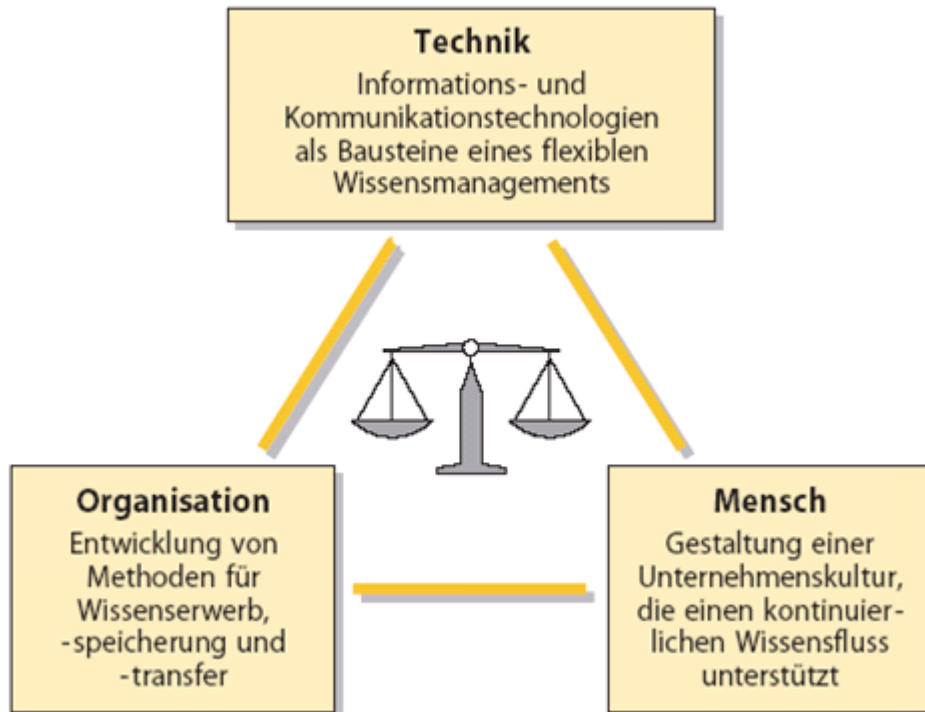 Technik
Informations- und
Kommunikationstechnologien
als Bausteine eines flexiblen
Wissensmanagements
Organisation
Entwicklung von
Methoden für
Wissenserwerb,
-speicherung und
-transfer
Mensch
Gestaltung einer
Unternehmenskultur,
die einen kontinuier-
lichen Wissensfluss
unterstützt